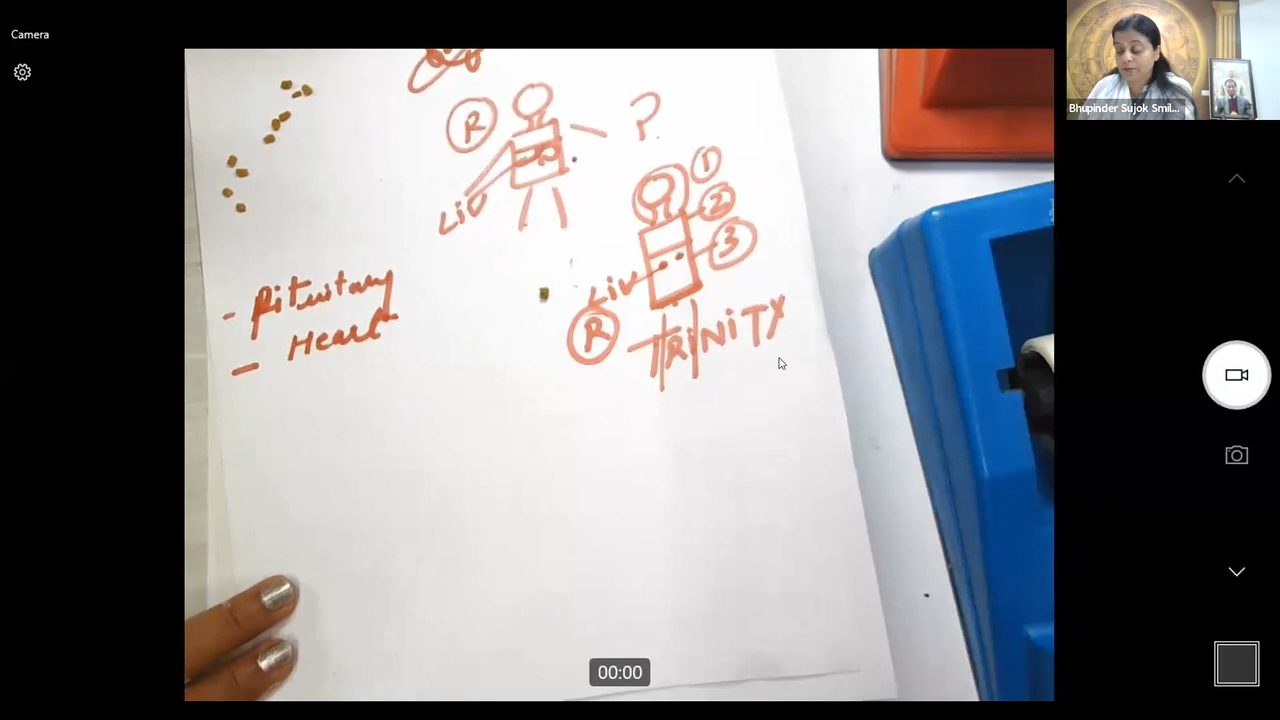 Camera
Bhupinder Sujok Smil...
R
?
Liv
1
2
3
Liv
R
TRINITY
- Pituitary
- Heart
00:00